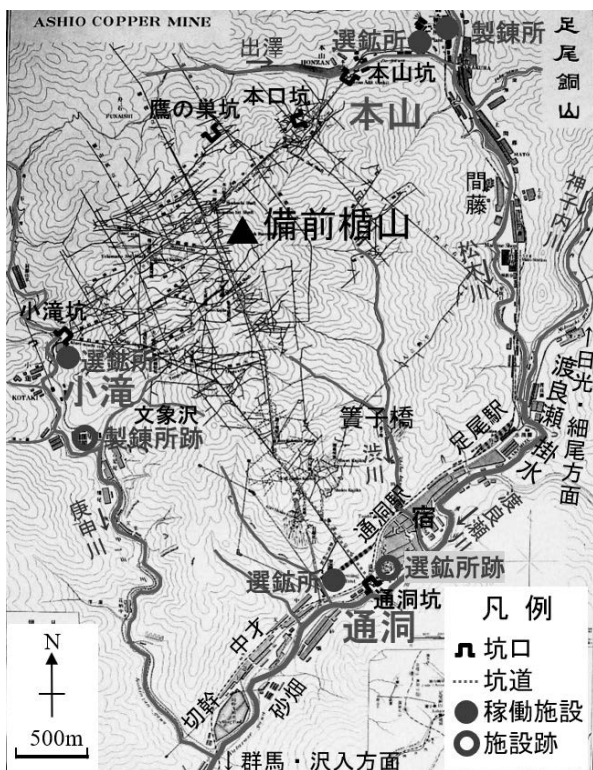 ASHIO COPPER MINE
足尾銅山
選鉱所
製錬所
出澤
本山
HONZAN
本山坑
本口坑
鷹の巣坑
本山
間藤
MATO
神子内川
松木川
備前楯山
小滝坑
選鉱所
小滝
KOTAKI
文象沢
製錬所跡
庚申川
簀子橋
渋川
足尾駅
←日光・細尾方面
渡良瀬
掛水
通洞駅
宿
渡良瀬川
選鉱所
選鉱所跡
通洞坑
通洞
中才
切幹
砂畑
↓群馬・沢入方面
N
500m
凡例
坑口
坑道
稼働施設
施設跡